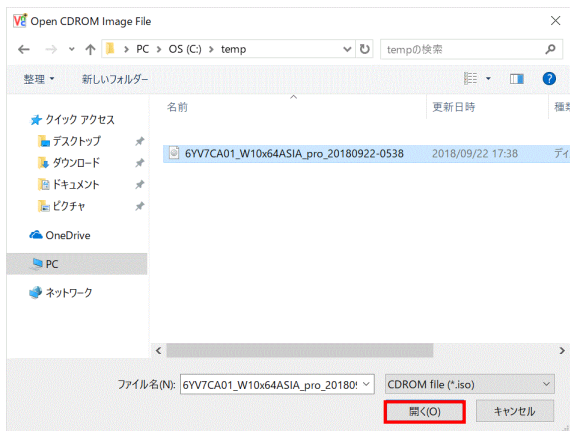 Open CDROM Image File
PC > OS (C:) > temp
tempの検索
整理
新しいフォルダー
名前
更新日時
種類
クイック アクセス
デスクトップ
ダウンロード
ドキュメント
ピクチャ
OneDrive
PC
ネットワーク
6YV7CA01_W10x64ASIA_pro_20180922-0538
2018/09/22 17:38
ディ
ファイル名(N):
6YV7CA01_W10x64ASIA_pro_20180!
CDROM file (*.iso)
開く(O)
キャンセル